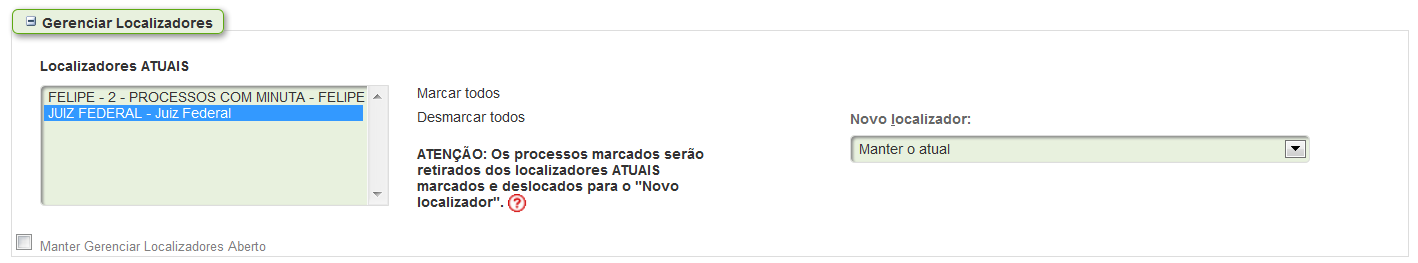 Gerenciar Localizadores
Localizadores ATUAIS
FELIPE - 2 - PROCESSOS COM MINUTA - FELIPE
JUIZ FEDERAL - Juiz Federal
Marcar todos
Desmarcar todos
ATENÇÃO: Os processos marcados serão
retirados dos localizadores ATUAIS
marcados e deslocados para o "Novo
localizador". ?
Novo localizador:
Manter o atual
Manter Gerenciar Localizadores Aberto